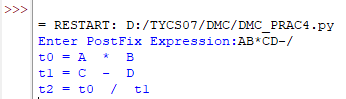 >>>
= RESTART: D:/TYCS07/DMC/DMC_PRAC4.py
Enter PostFix Expression:AB*CD-/
t0 = A  *  B
t1 = C  -  D
t2 = t0  /  t1